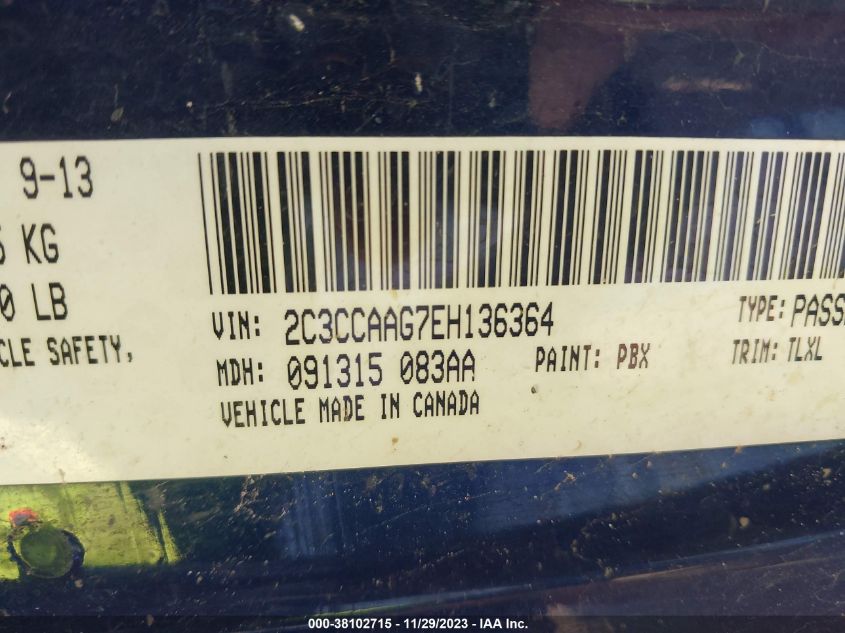 9-13
KG
0 LB
CLE SAFETY,
VIN: 2C3CCAAG7EH136364
TYPE: PASS
MDH: 091315 083AA
PAINT: PBX
TRIM: TLXL
VEHICLE MADE IN CANADA
000-38102715 - 11/29/2023 - IAA Inc.